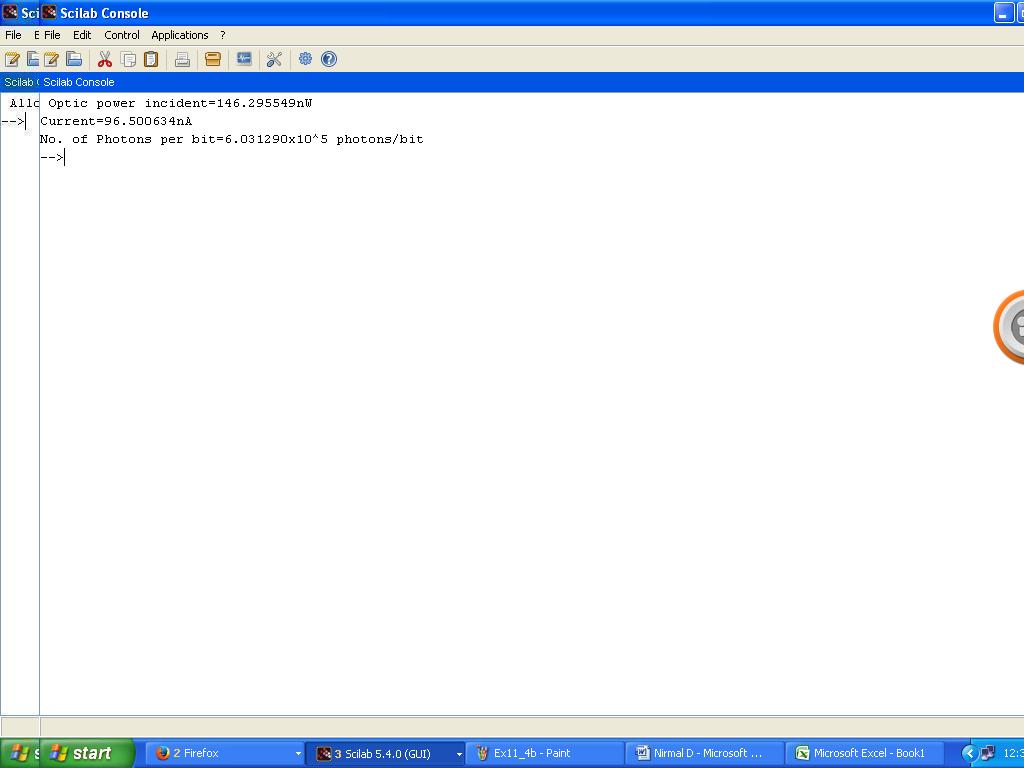 Sci Scilab Console
File E File Edit Control Applications ?
Scilab Scilab Console
Optic power incident=146.295549nW
--> Current=96.500634nA
No. of Photons per bit=6.031290x10^5 photons/bit
-->
start 2 Firefox 3 Scilab 5.4.0 (GUI) Ex11_4b - Paint Nirmal D - Microsoft ... Microsoft Excel - Book1 12:3